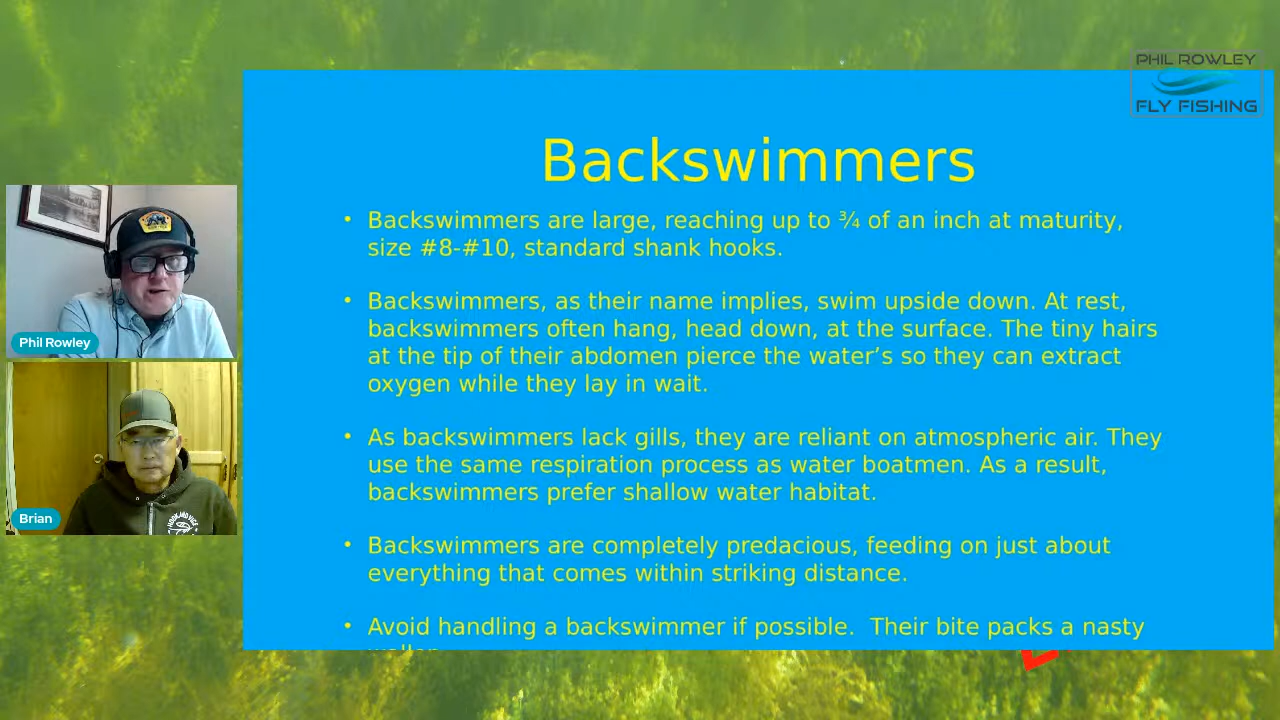 PHIL ROWLEY
FLY FISHING
Backswimmers
• Backswimmers are large, reaching up to ¾ of an inch at maturity,
size #8-#10, standard shank hooks.
• Backswimmers, as their name implies, swim upside down. At rest,
backswimmers often hang, head down, at the surface. The tiny hairs
at the tip of their abdomen pierce the water’s so they can extract
oxygen while they lay in wait.
• As backswimmers lack gills, they are reliant on atmospheric air. They
use the same respiration process as water boatmen. As a result,
backswimmers prefer shallow water habitat.
• Backswimmers are completely predacious, feeding on just about
everything that comes within striking distance.
• Avoid handling a backswimmer if possible.  Their bite packs a nasty
Phil Rowley
Brian